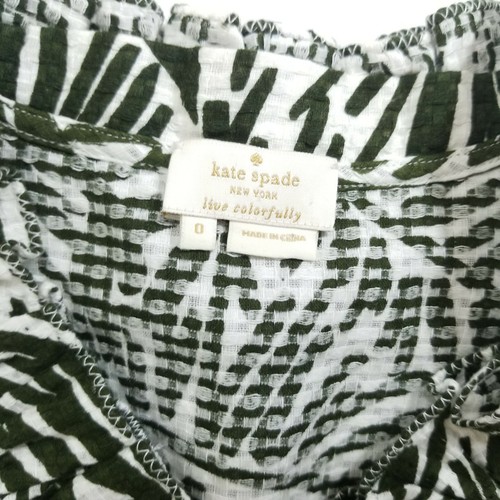 kate spade
NEW YORK
live colorfully
0
MADE IN CHINA